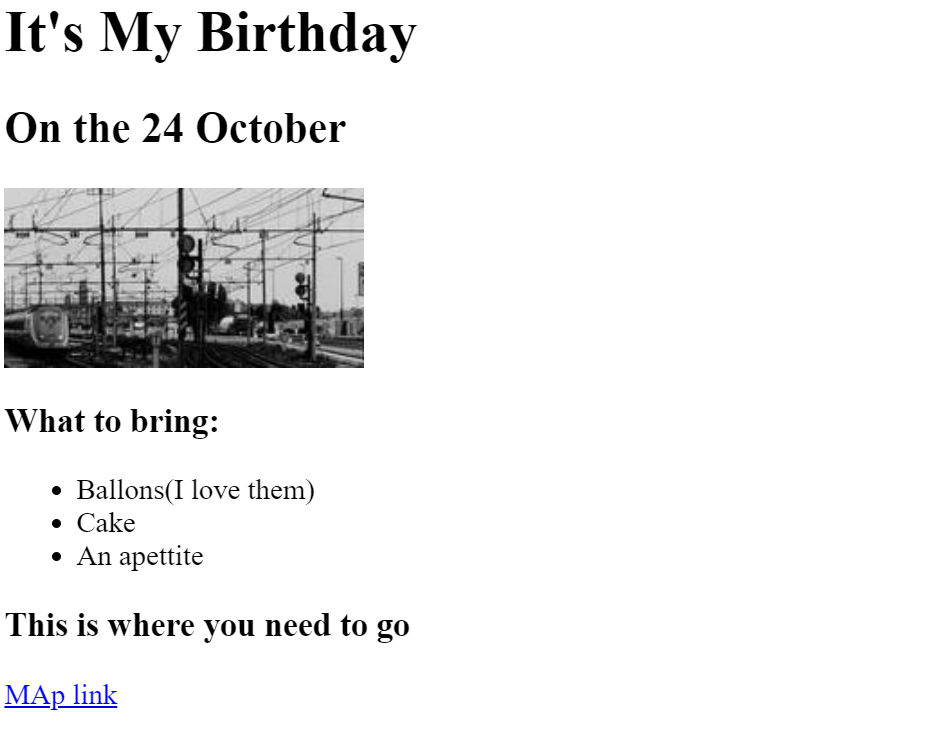 It's My Birthday
On the 24 October
What to bring:
Ballons(I love them)
Cake
An apettite
This is where you need to go
MAp link